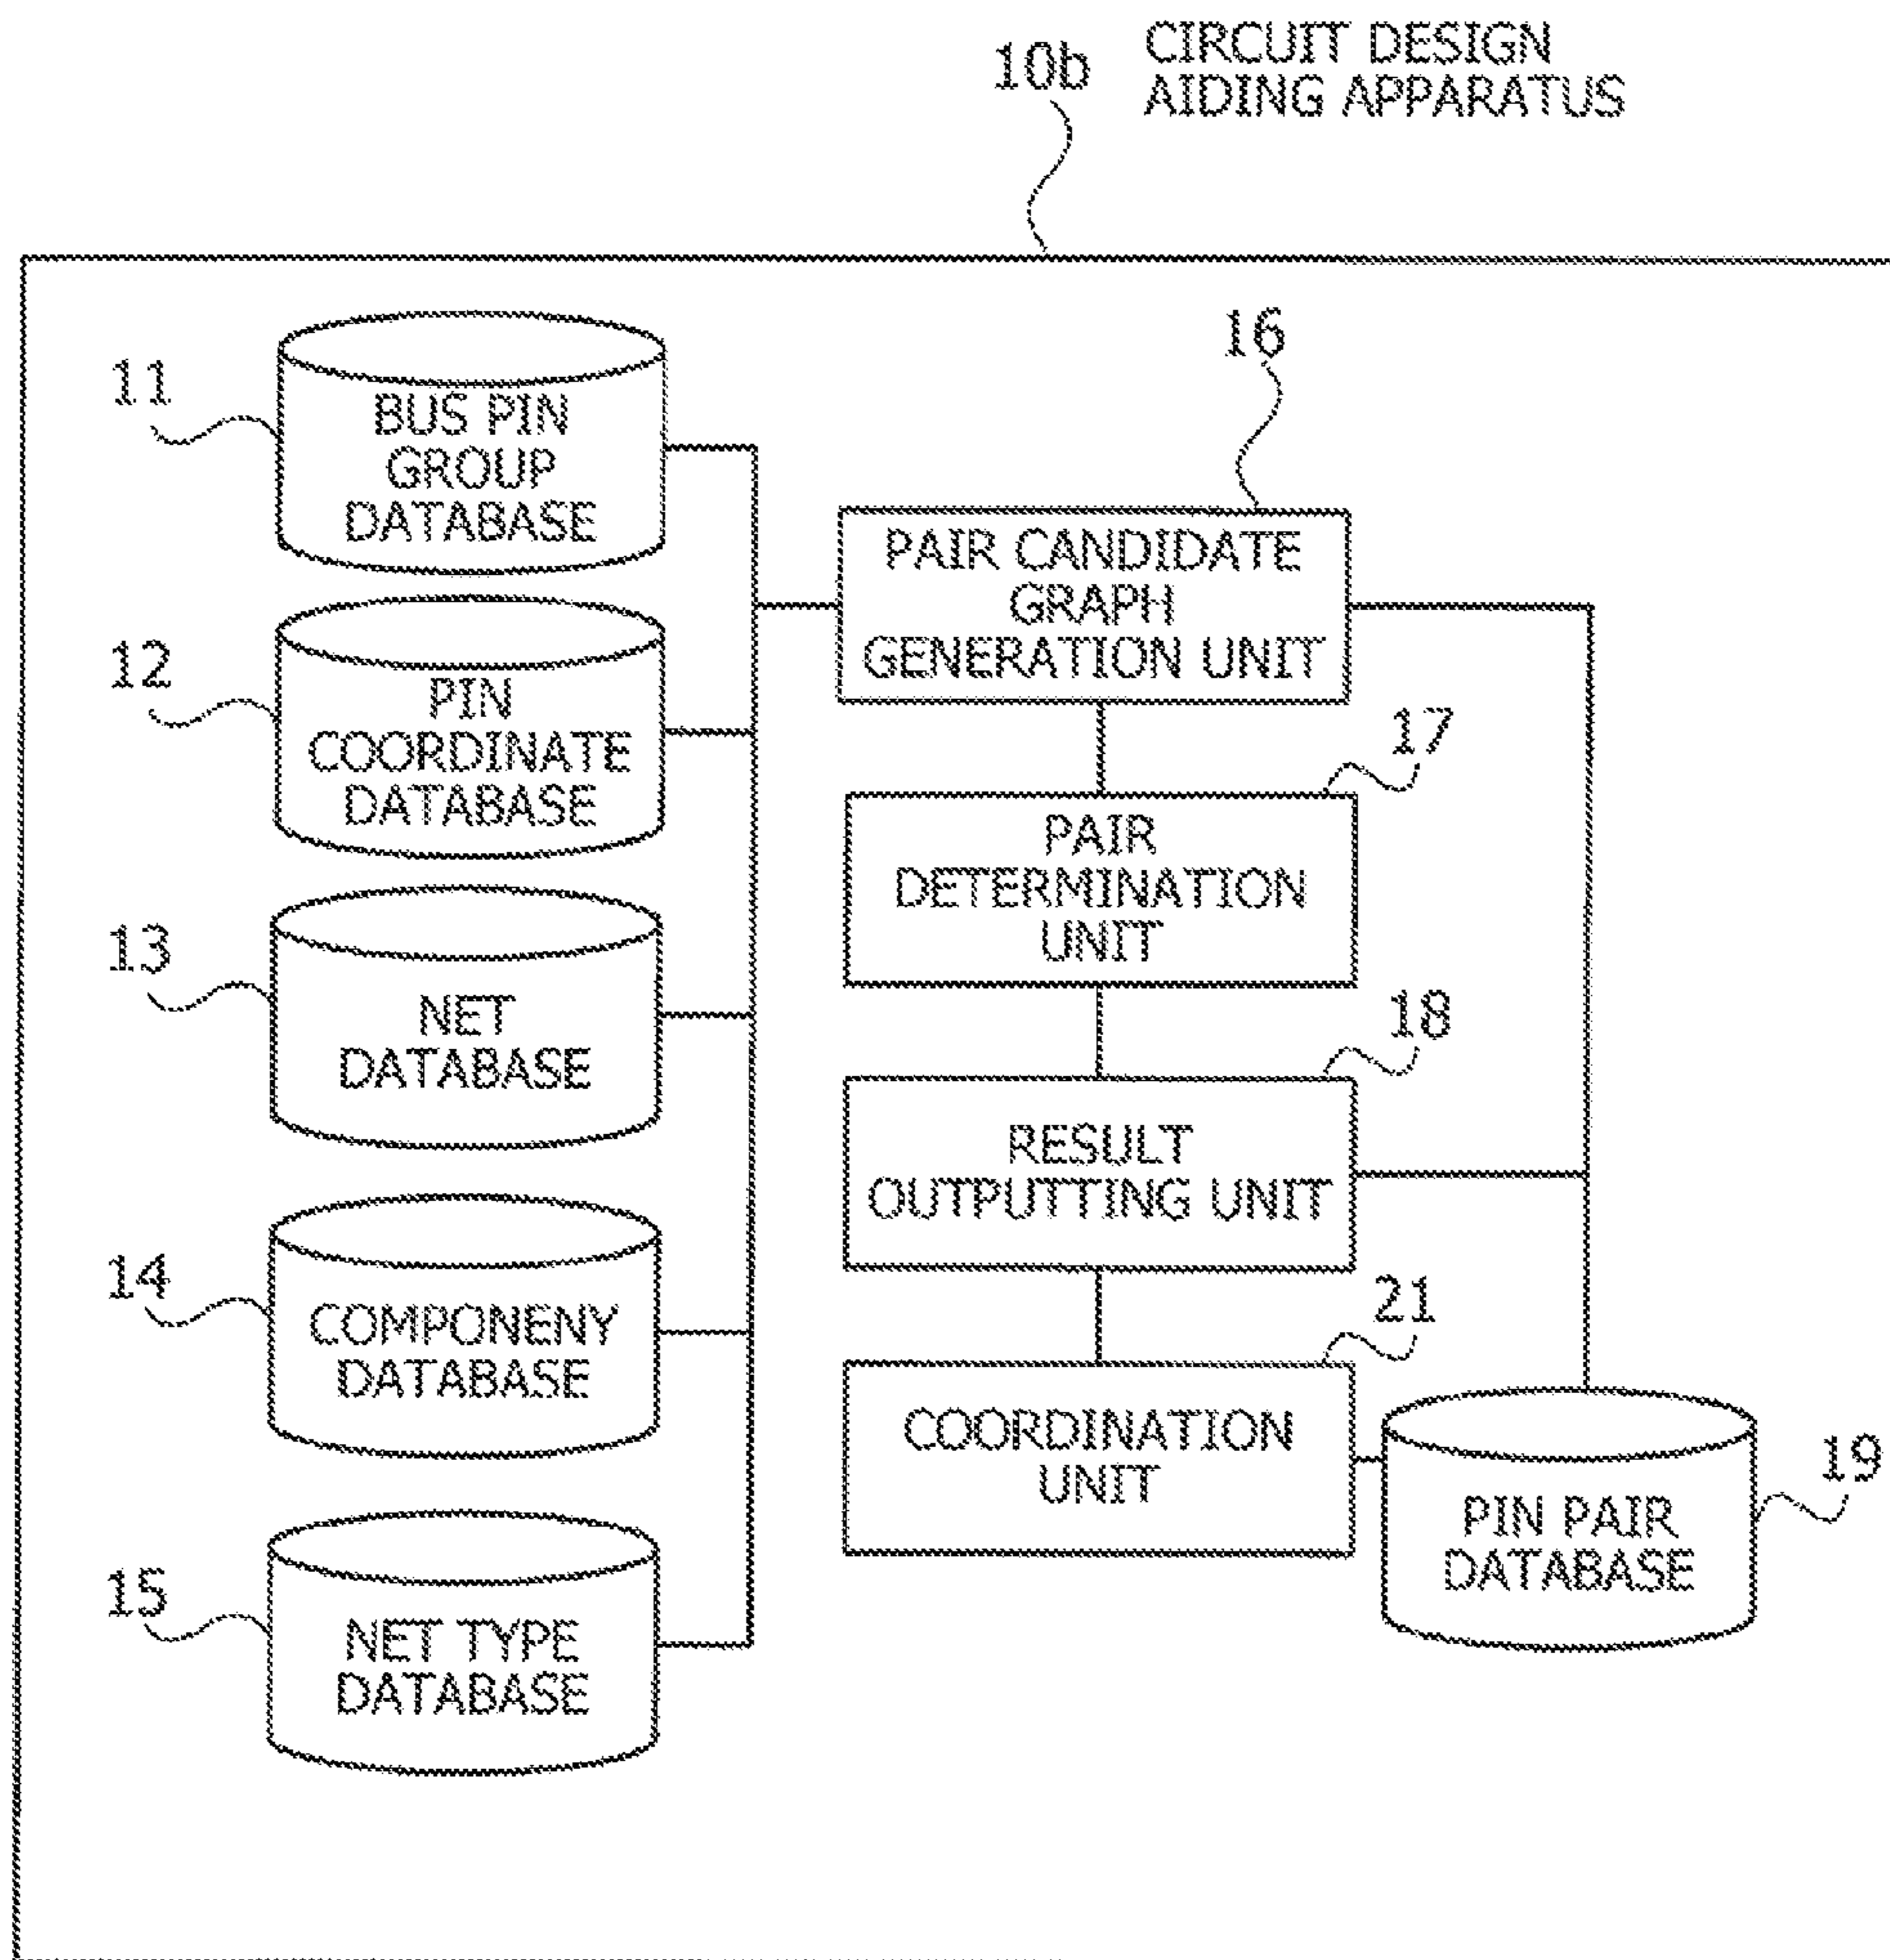 CIRCUIT DESIGN
AIDING APPARATUS
10b
11
BUS PIN
GROUP
DATABASE
12
PIN
COORDINATE
DATABASE
13
NET
DATABASE
14
COMPONENY
DATABASE
15
NET TYPE
DATABASE
16
PAIR CANDIDATE
GRAPH
GENERATION UNIT
17
PAIR
DETERMINATION
UNIT
18
RESULT
OUTPUTTING UNIT
21
COORDINATION
UNIT
19
PIN PAIR
DATABASE